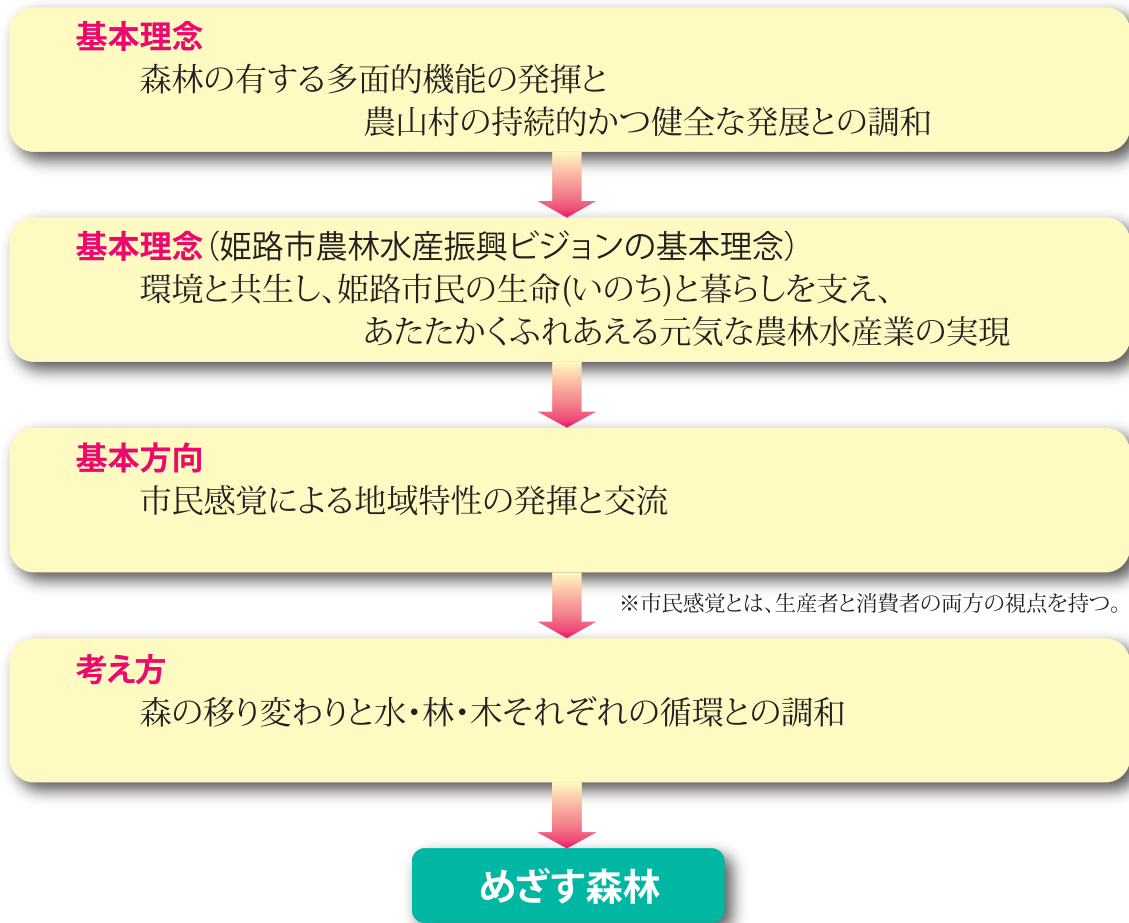 基本理念
森林の有する多面的機能の発揮と
農山村の持続的かつ健全な発展との調和
基本理念（姫路市農林水産振興ビジョンの基本理念）
環境と共生し、姫路市民の生命(いのち)と暮らしを支え、
あたたかくふれあえる元気な農林水産業の実現
基本方向
市民感覚による地域特性の発揮と交流
※市民感覚とは、生産者と消費者の両方の視点を持つ。
考え方
森の移り変わりと水・林・木それぞれの循環との調和
めざす森林